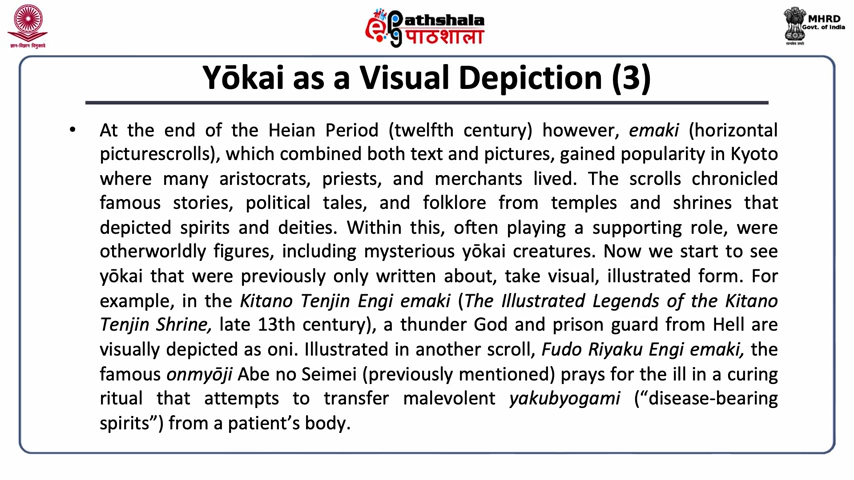 Pathshala
पाठशाला
MHRD
Govt. of India
Yōkai as a Visual Depiction (3)
• At the end of the Heian Period (twelfth century) however, emaki (horizontal
picturescrolls), which combined both text and pictures, gained popularity in Kyoto
where many aristocrats, priests, and merchants lived. The scrolls chronicled
famous stories, political tales, and folklore from temples and shrines that
depicted spirits and deities. Within this, often playing a supporting role, were
otherworldly figures, including mysterious yōkai creatures. Now we start to see
yōkai that were previously only written about, take visual, illustrated form. For
example, in the Kitano Tenjin Engi emaki (The Illustrated Legends of the Kitano
Tenjin Shrine, late 13th century), a thunder God and prison guard from Hell are
visually depicted as oni. Illustrated in another scroll, Fudo Riyaku Engi emaki, the
famous onmyōji Abe no Seimei (previously mentioned) prays for the ill in a curing
ritual that attempts to transfer malevolent yakubyogami (“disease-bearing
spirits”) from a patient’s body.